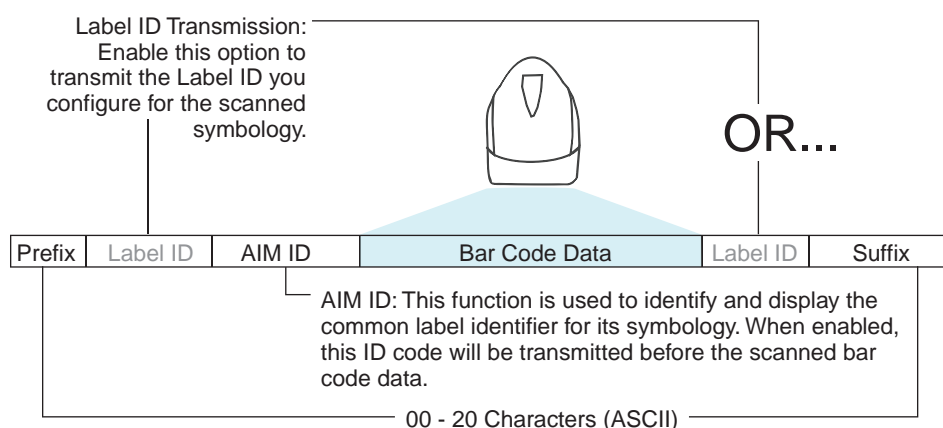 Label ID Transmission:
Enable this option to
transmit the Label ID you
configure for the scanned
symbology.
OR...
Prefix Label ID AIM ID Bar Code Data Label ID Suffix
AIM ID: This function is used to identify and display the
common label identifier for its symbology. When enabled,
this ID code will be transmitted before the scanned bar
code data.
00 - 20 Characters (ASCII)